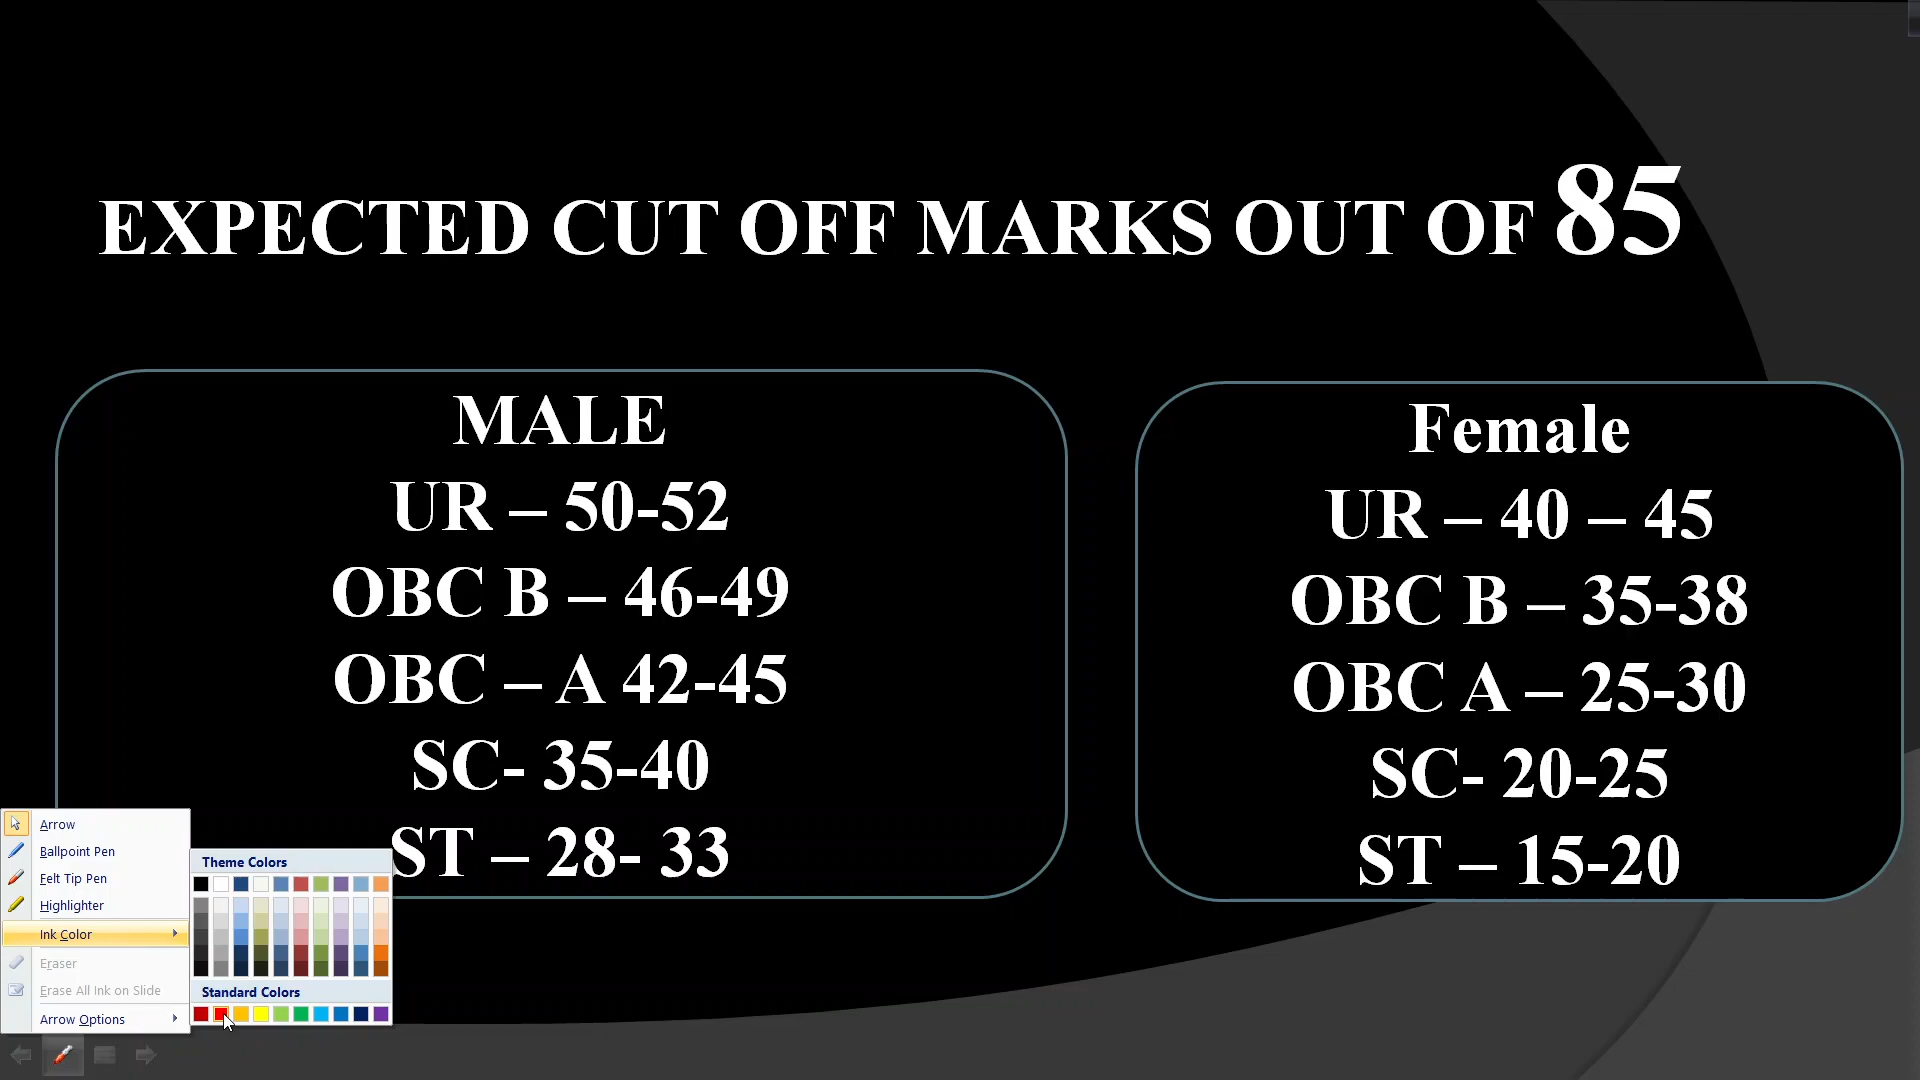 EXPECTED CUT OFF MARKS OUT OF 85
MALE
UR – 50-52
OBC B – 46-49
OBC – A 42-45
SC- 35-40
ST – 28- 33
Female
UR – 40 – 45
OBC B – 35-38
OBC A – 25-30
SC- 20-25
ST – 15-20
Arrow
Ballpoint Pen
Felt Tip Pen
Highlighter
Ink Color
Eraser
Erase All Ink on Slide
Arrow Options
Theme Colors
Standard Colors